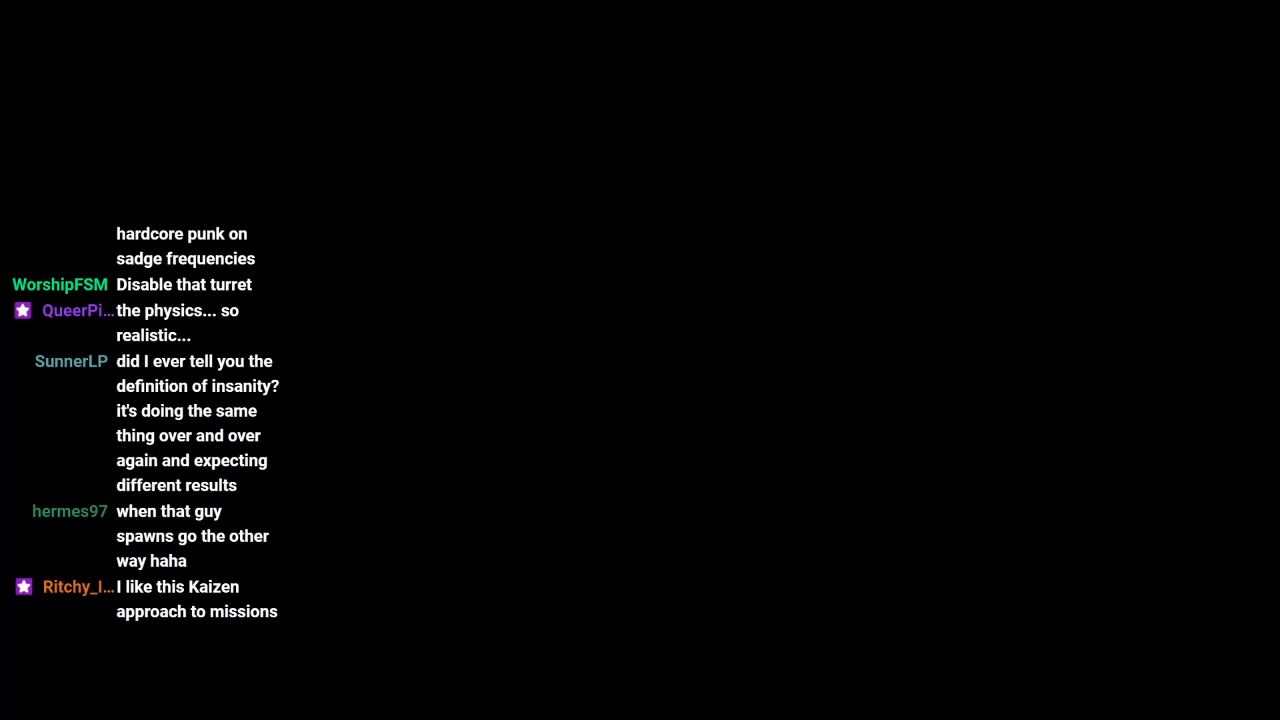 hardcore punk on
sadge frequencies
WorshipFSM Disable that turret
QueerPi... the physics... so
realistic...
SunnerLP did I ever tell you the
definition of insanity?
it's doing the same
thing over and over
again and expecting
different results
hermes97 when that guy
spawns go the other
way haha
Ritchy_I... I like this Kaizen
approach to missions